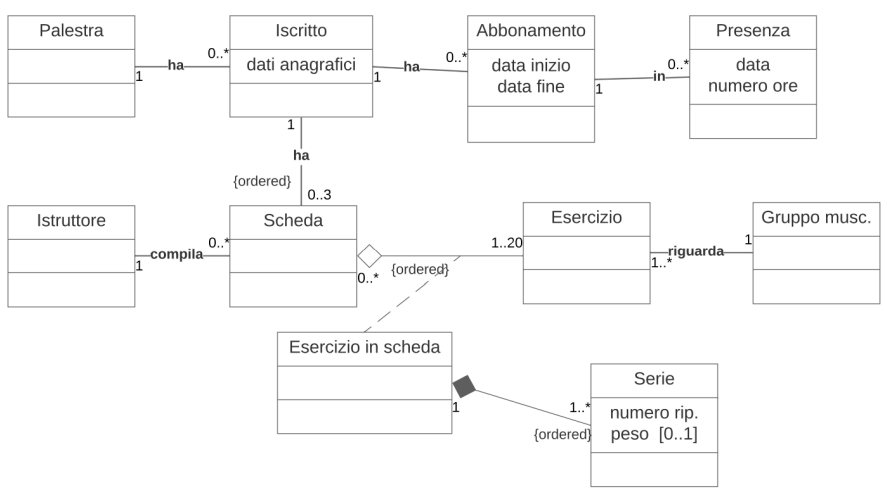 Palestra
Iscritto
dati anagrafici
Abbonamento
data inizio
data fine
Presenza
data
numero ore
1
ha
0..*
1
ha
0..*
1
in
0..*
1
ha
{ordered}
0..3
Istruttore
Scheda
Esercizio
Gruppo musc.
1
compila
0..*
0..*
{ordered}
1..20
1..*
riguarda
1
Esercizio in scheda
1
1..*
{ordered}
Serie
numero rip.
peso [0..1]